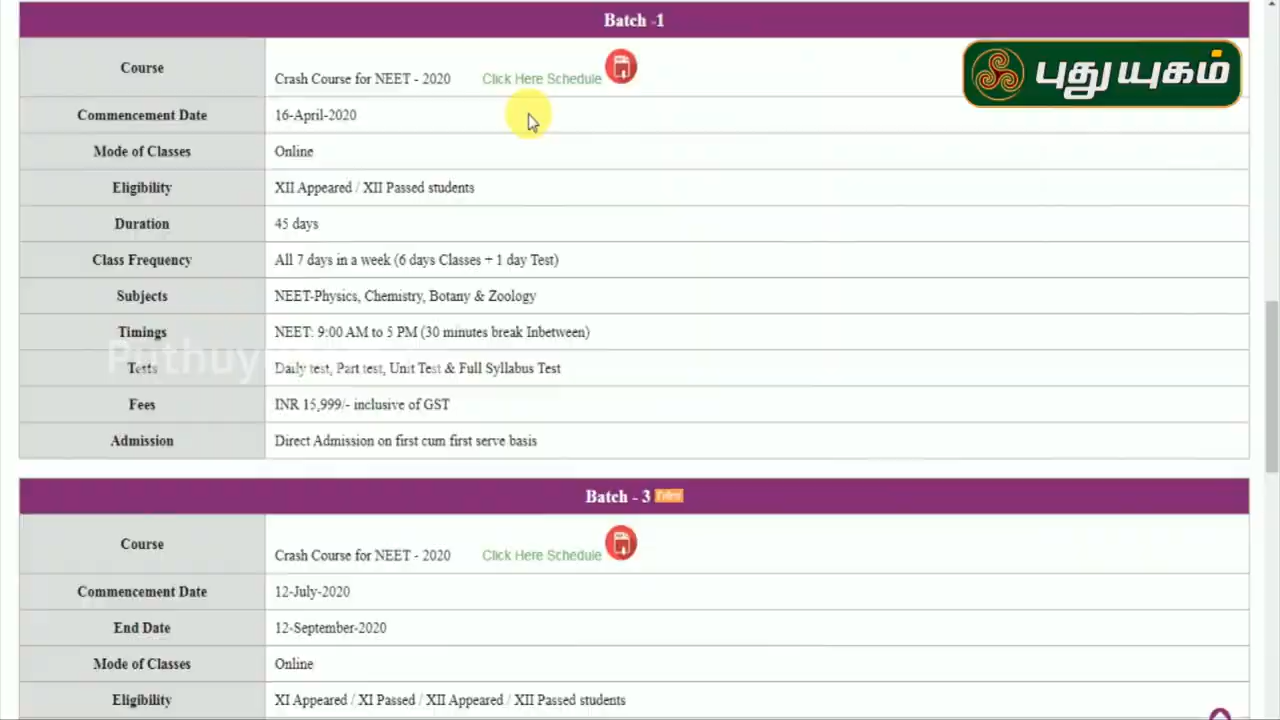 Batch -1
புதுயுகம்
Course Crash Course for NEET - 2020 Click Here Schedule
Commencement Date 16-April-2020
Mode of Classes Online
Eligibility XII Appeared / XII Passed students
Duration 45 days
Class Frequency All 7 days in a week (6 days Classes + 1 day Test)
Subjects NEET-Physics, Chemistry, Botany & Zoology
Timings NEET: 9:00 AM to 5 PM (30 minutes break Inbetween)
Tests Daily test, Part test, Unit Test & Full Syllabus Test
Fees INR 15,999/- inclusive of GST
Admission Direct Admission on first cum first serve basis
Batch - 3
Course Crash Course for NEET - 2020 Click Here Schedule
Commencement Date 12-July-2020
End Date 12-September-2020
Mode of Classes Online
Eligibility XI Appeared / XI Passed / XII Appeared / XII Passed students